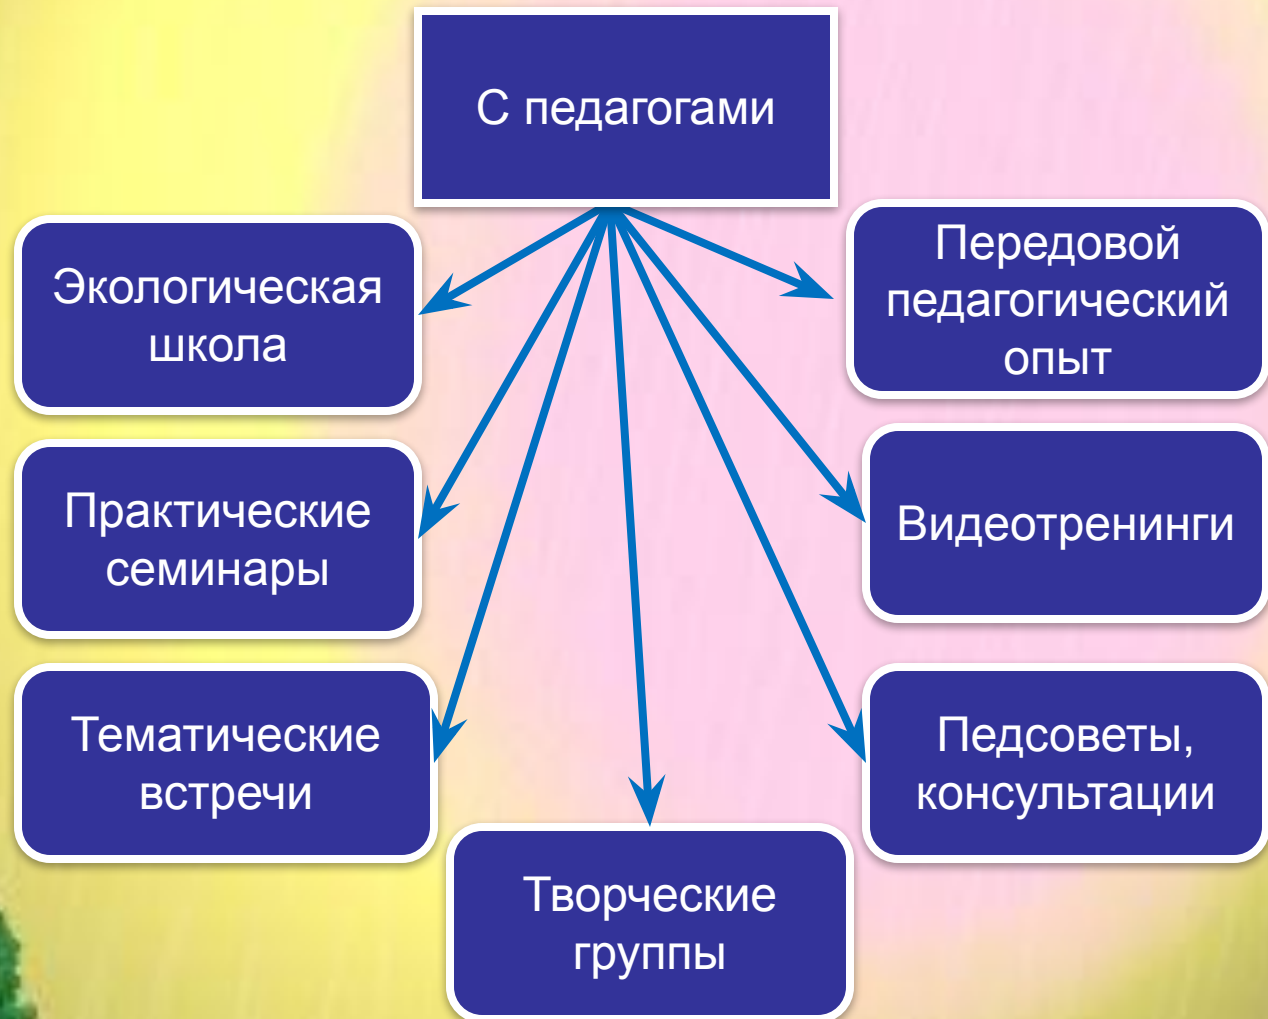 С педагогами
Экологическая
школа
Передовой
педагогический
опыт
Практические
семинары
Видеотренинги
Тематические
встречи
Педсоветы,
консультации
Творческие
группы